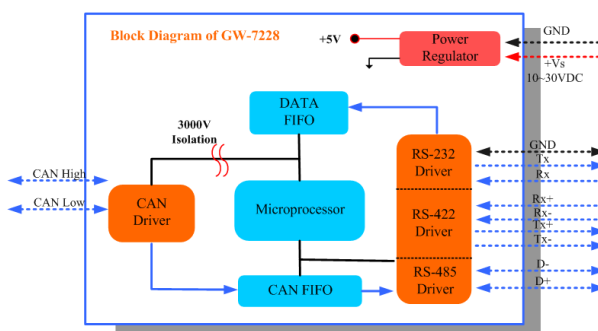 Block Diagram of GW-7228
+5V
Power
Regulator
GND
+Vs
10~30VDC
DATA
FIFO
3000V
Isolation
CAN High
CAN Low
CAN
Driver
Microprocessor
CAN FIFO
RS-232
Driver
RS-422
Driver
RS-485
Driver
GND
Tx
Rx
Rx+
Rx-
Tx+
Tx-
D-
D+